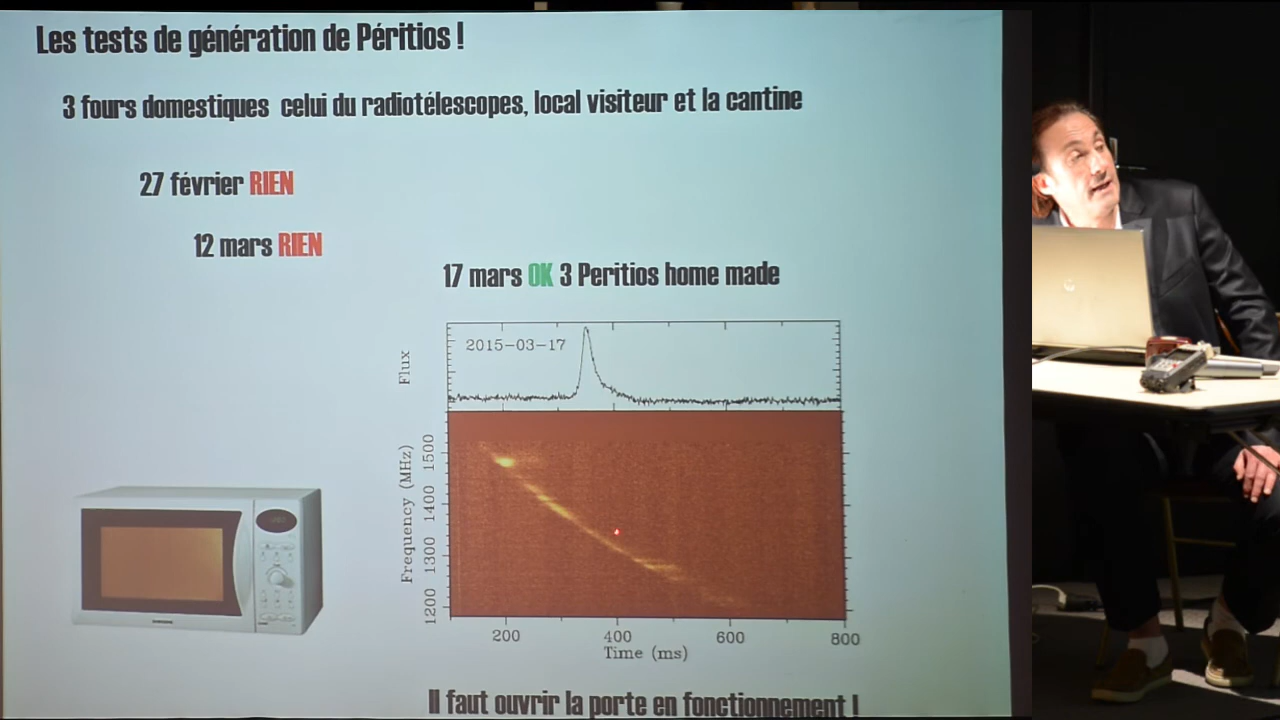 Les tests de génération de Péritios !
3 fours domestiques celui du radiotélescopes, local visiteur et la cantine
27 février RIEN
12 mars RIEN
17 mars OK 3 Peritios home made
2015-03-17
Flux
Frequency (MHz)
1500
1400
1300
1200
200 400 600 800
Time (ms)
SAMSUNG
Il faut ouvrir la porte en fonctionnement !